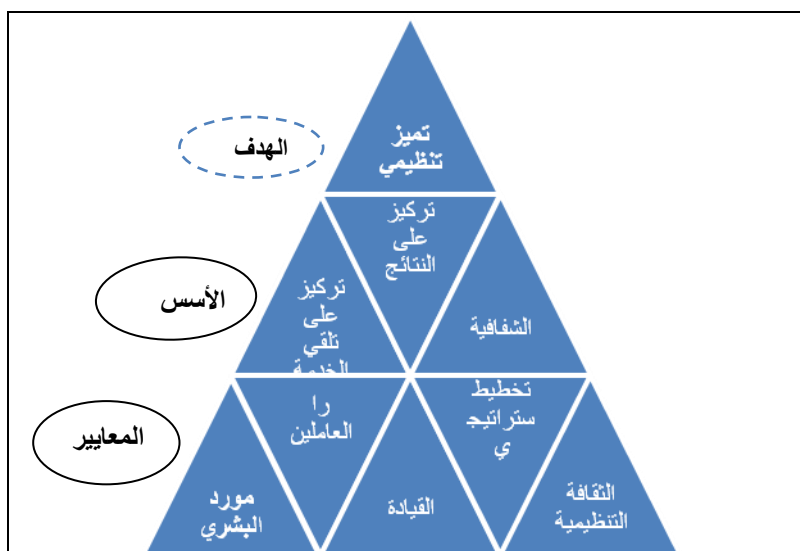 تميز
تنظيمي
الهدف
تركيز
على
النتائج
الشفافية
تركيز
على
تلقي
الخدمة
الأسس
تخطيط
ستراتيج
ي
را
العاملين
المعايير
الثقافة
التنظيمية
القيادة
مورد
البشري